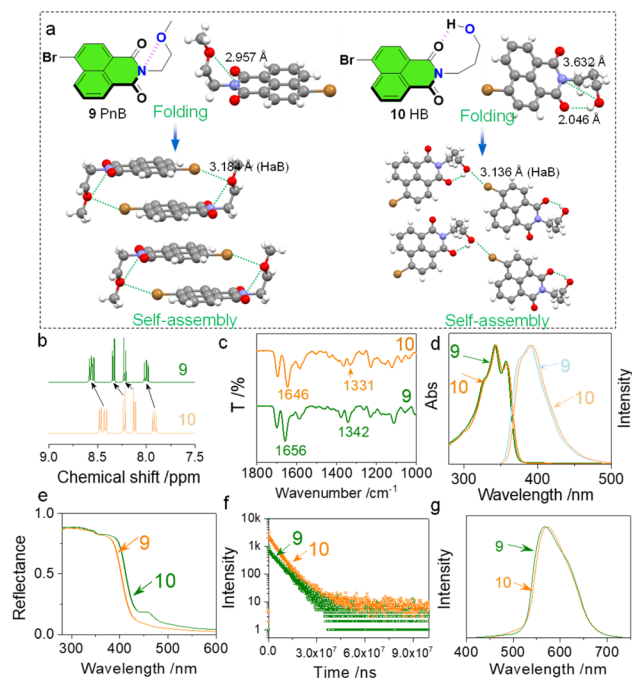 a
O
O
Br
N
O
9 PnB
2.957 Å
Folding
3.184 Å (HaB)
Self-assembly
H
O
O
Br
N
O
10 HB
3.632 Å
2.046 Å
Folding
3.136 Å (HaB)
Self-assembly
b
9
10
9.0 8.5 8.0 7.5
Chemical shift /ppm
c
10
1646
1331
9
1656
1342
T /%
1800 1600 1400 1200 1000
Wavenumber /cm⁻¹
d
9
10
9
10
Abs
Intensity
300 400 500
Wavelength /nm
e
1.0
0.5
0.0
9
10
Reflectance
300 400 500 600
Wavelength /nm
f
10k
1k
100
10
1
9
10
Intensity
0.0 3.0x10⁷ 6.0x10⁷ 9.0x10⁷
Time /ns
g
9
10
Intensity
400 500 600 700
Wavelength /nm